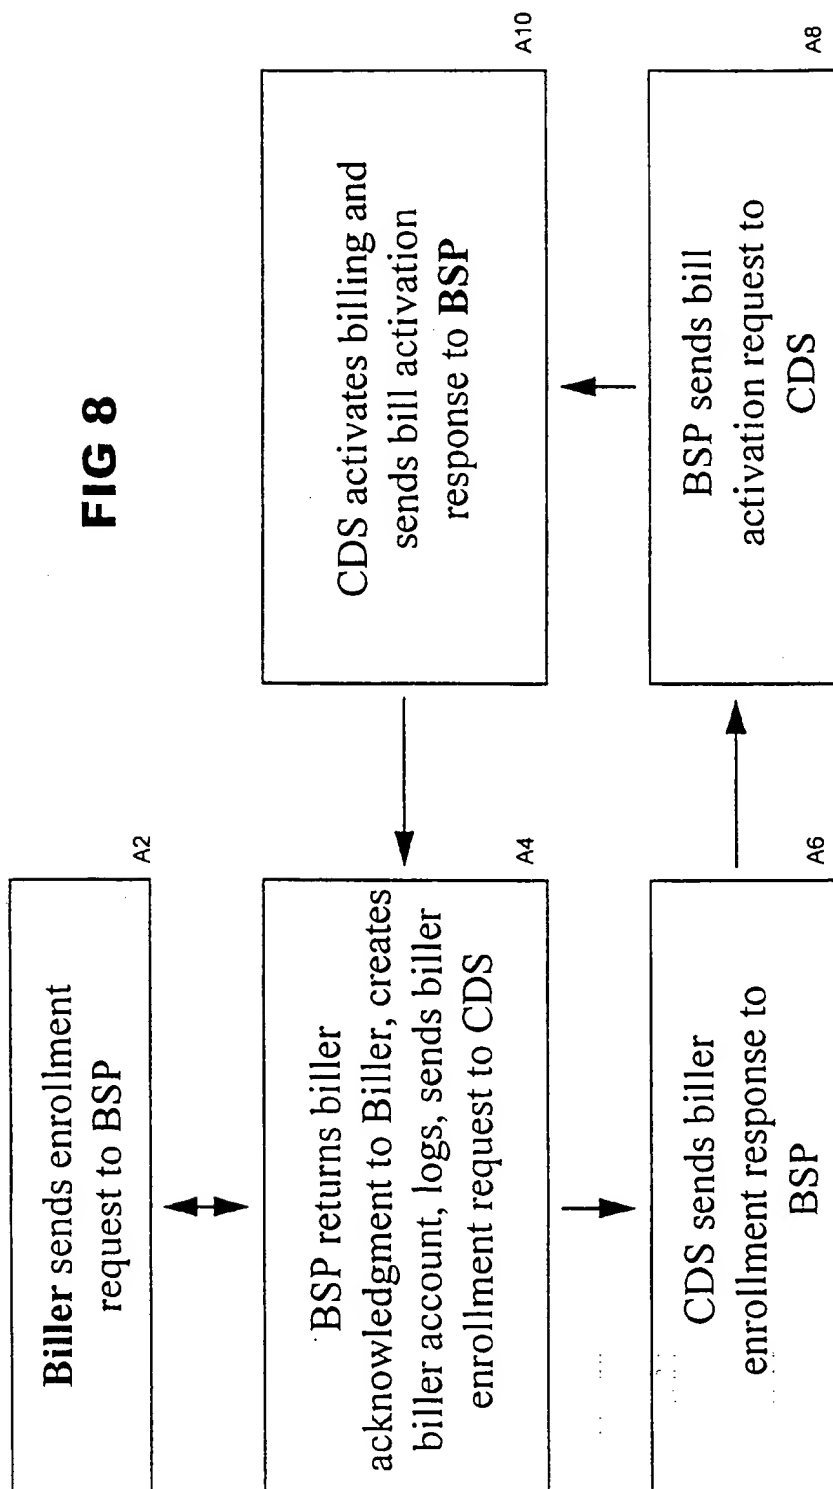 FIG 8
Biller sends enrollment
request to BSP
A2
BSP returns biller
acknowledgment to Biller, creates
biller account, logs, sends biller
enrollment request to CDS
A4
CDS sends biller
enrollment response to
BSP
A6
BSP sends bill
activation request to
CDS
A8
CDS activates billing and
sends bill activation
response to BSP
A10